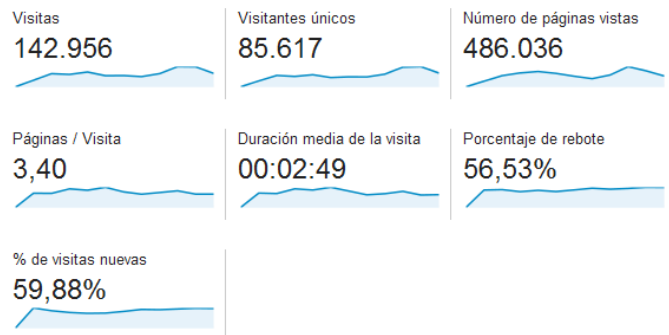 Visitas
142.956
Visitantes únicos
85.617
Número de páginas vistas
486.036
Páginas / Visita
3,40
Duración media de la visita
00:02:49
Porcentaje de rebote
56,53%
% de visitas nuevas
59,88%